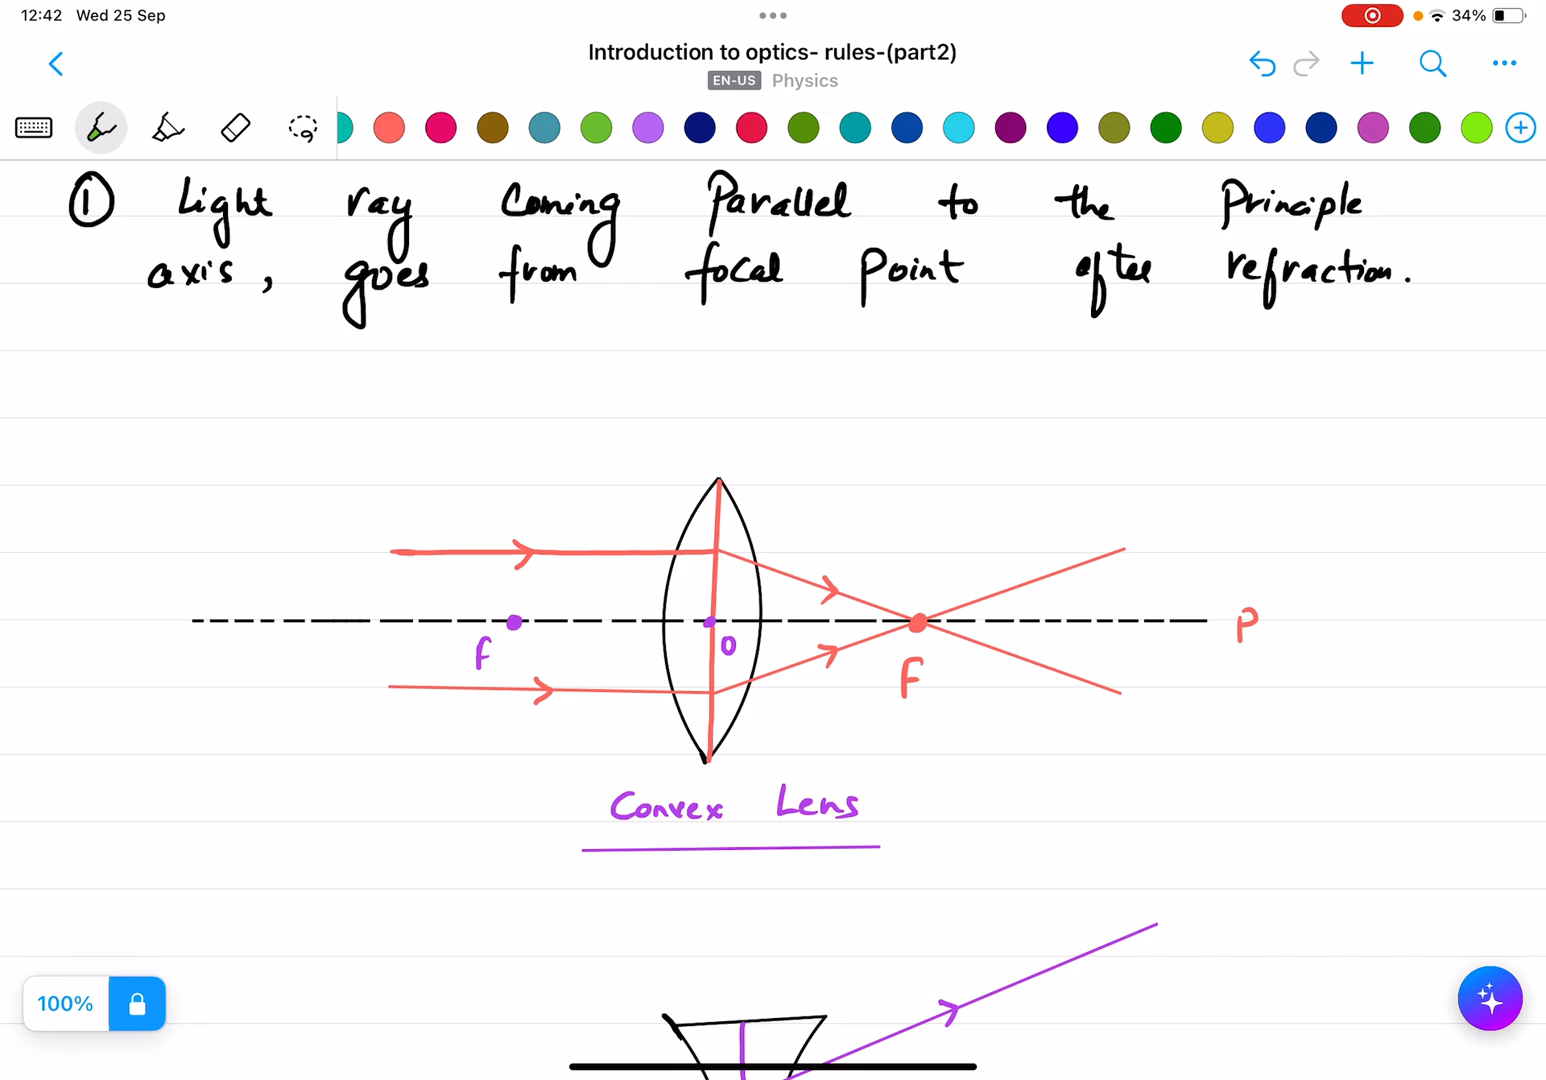 12:42 Wed 25 Sep
34%
Introduction to optics- rules-(part2)
EN-US Physics
① Light ray Coming Parallel to the Principle
axis, goes from focal Point after refraction.
P
f
O
F
Convex Lens
100%